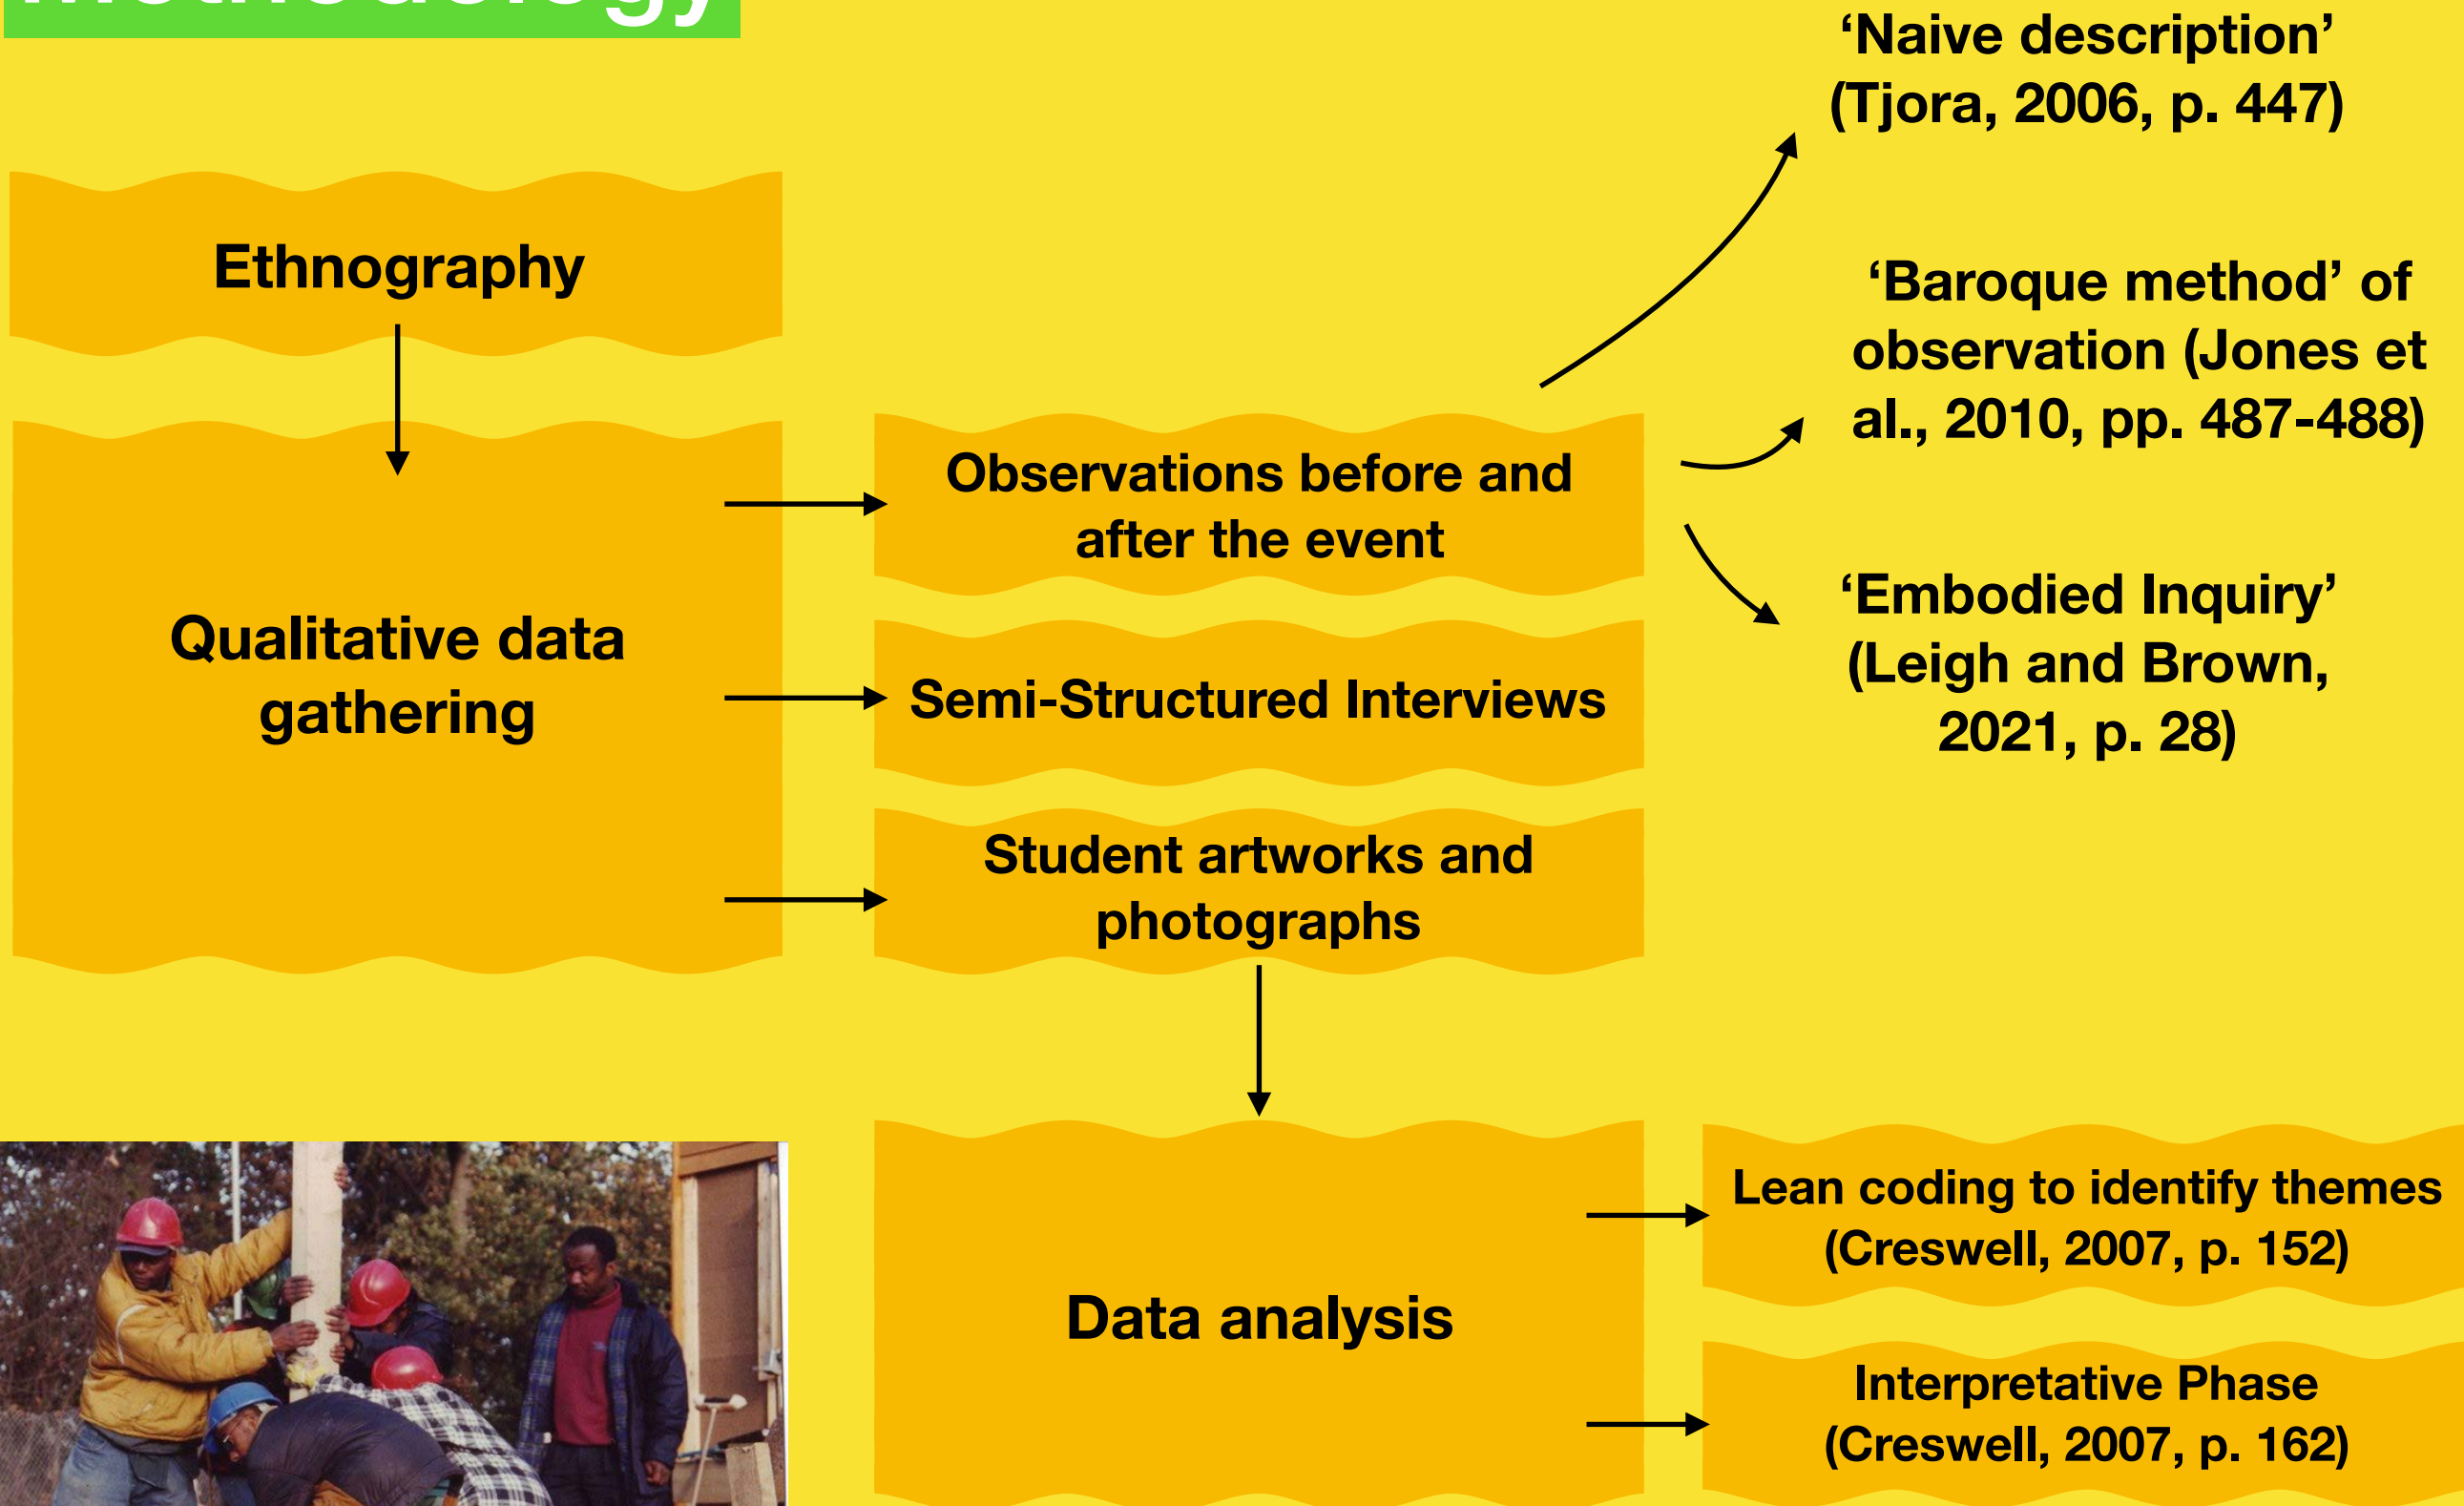 Methodology
Ethnography
Qualitative data
gathering
Observations before and
after the event
Semi-Structured Interviews
Student artworks and
photographs
‘Naive description’
(Tjora, 2006, p. 447)
‘Baroque method’ of
observation (Jones et
al., 2010, pp. 487-488)
‘Embodied Inquiry’
(Leigh and Brown,
2021, p. 28)
Data analysis
Lean coding to identify themes
(Creswell, 2007, p. 152)
Interpretative Phase
(Creswell, 2007, p. 162)